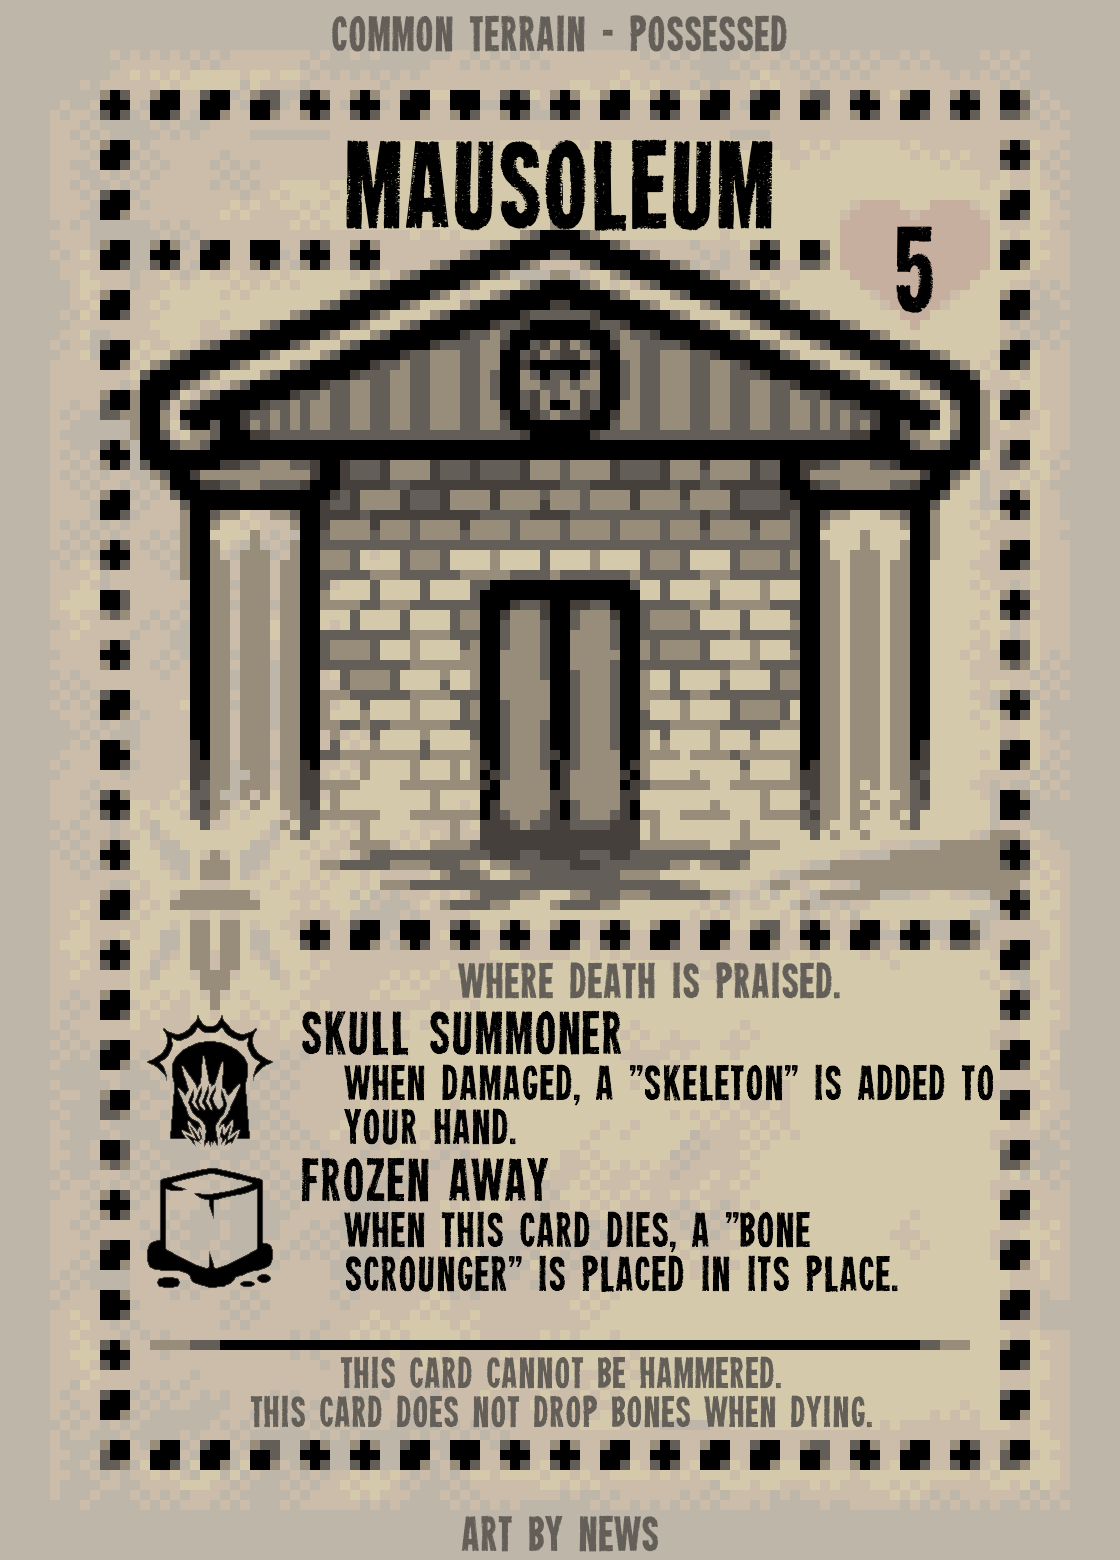 COMMON TERRAIN - POSSESSED
MAUSOLEUM
5
WHERE DEATH IS PRAISED.
SKULL SUMMONER
WHEN DAMAGED, A "SKELETON" IS ADDED TO
YOUR HAND.
FROZEN AWAY
WHEN THIS CARD DIES, A "BONE
SCROUNGER" IS PLACED IN ITS PLACE.
THIS CARD CANNOT BE HAMMERED.
THIS CARD DOES NOT DROP BONES WHEN DYING.
ART BY NEWS